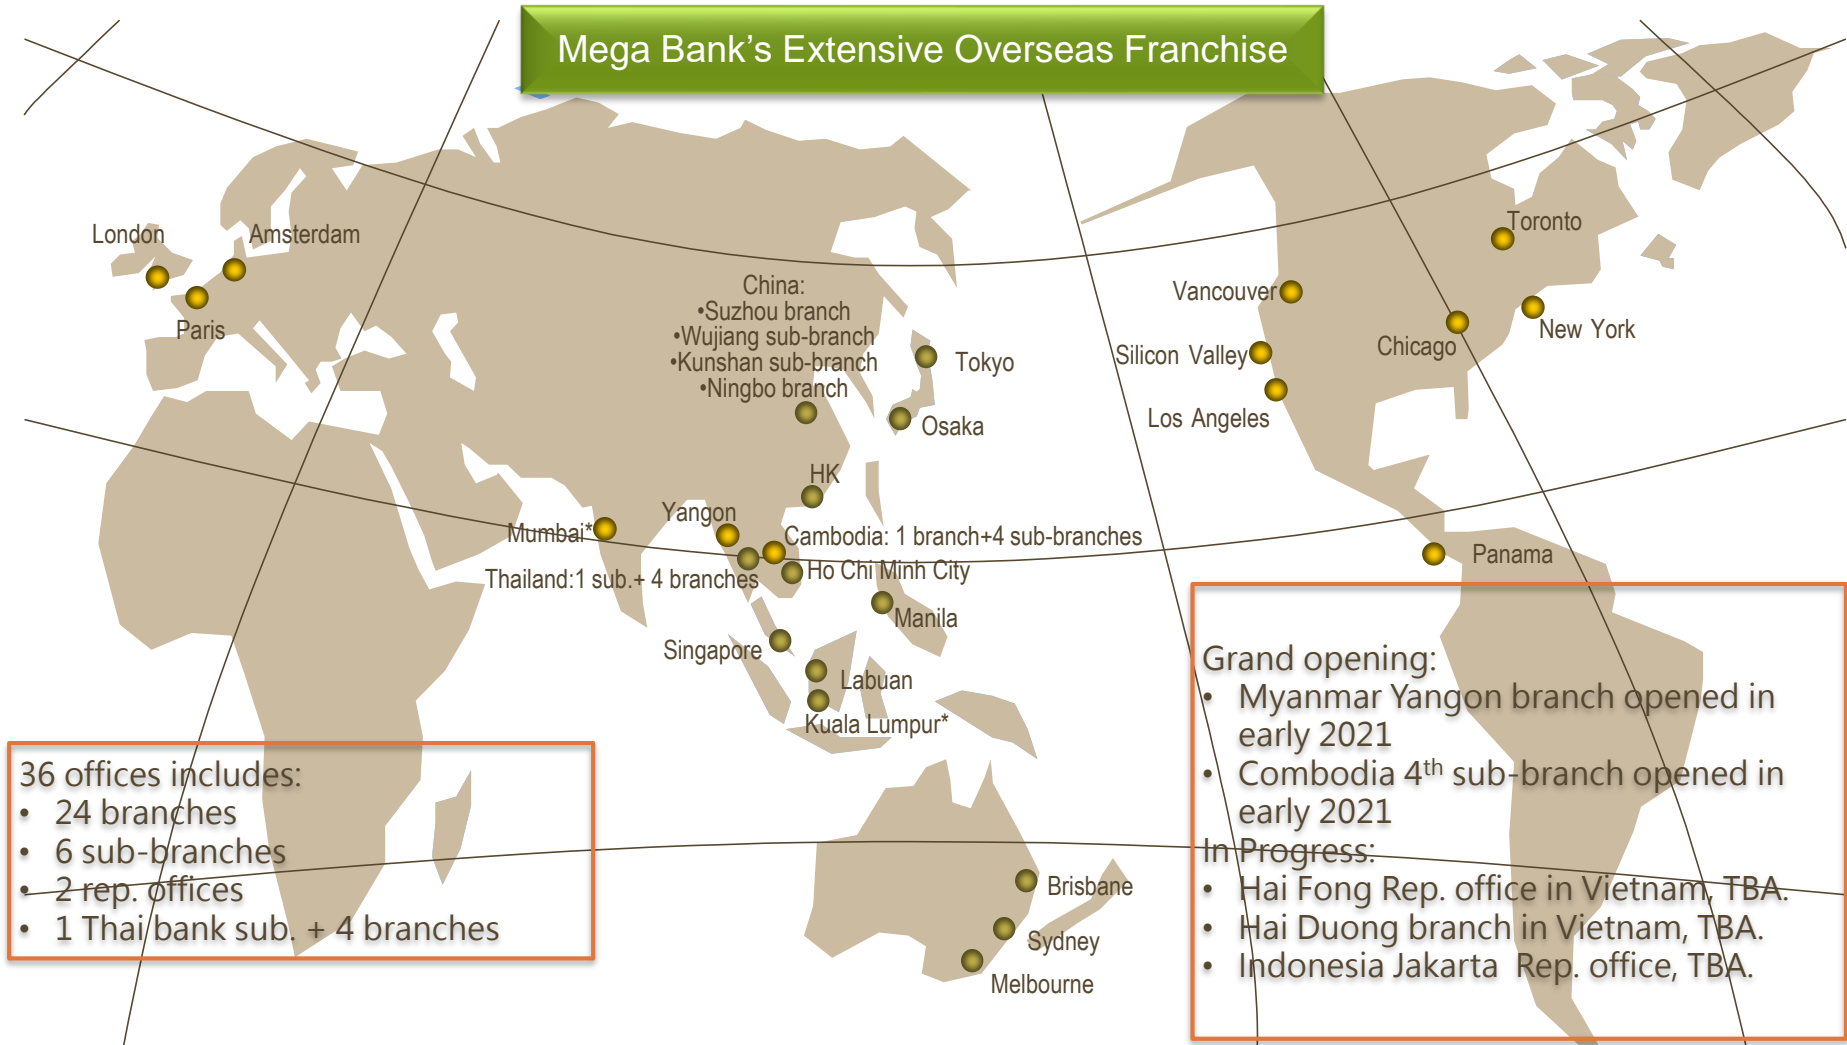 Mega Bank's Extensive Overseas Franchise
London
Amsterdam
Paris
China:
•Suzhou branch
•Wujiang sub-branch
•Kunshan sub-branch
•Ningbo branch
Tokyo
Osaka
HK
Yangon
Mumbai*
Cambodia: 1 branch+4 sub-branches
Thailand:1 sub.+ 4 branches
Ho Chi Minh City
Manila
Singapore
Labuan
Kuala Lumpur*
Brisbane
Sydney
Melbourne
Toronto
Vancouver
New York
Chicago
Silicon Valley
Los Angeles
Panama
36 offices includes:
• 24 branches
• 6 sub-branches
• 2 rep. offices
• 1 Thai bank sub. + 4 branches
Grand opening:
• Myanmar Yangon branch opened in
early 2021
• Combodia 4th sub-branch opened in
early 2021
In Progress:
• Hai Fong Rep. office in Vietnam, TBA.
• Hai Duong branch in Vietnam, TBA.
• Indonesia Jakarta Rep. office, TBA.